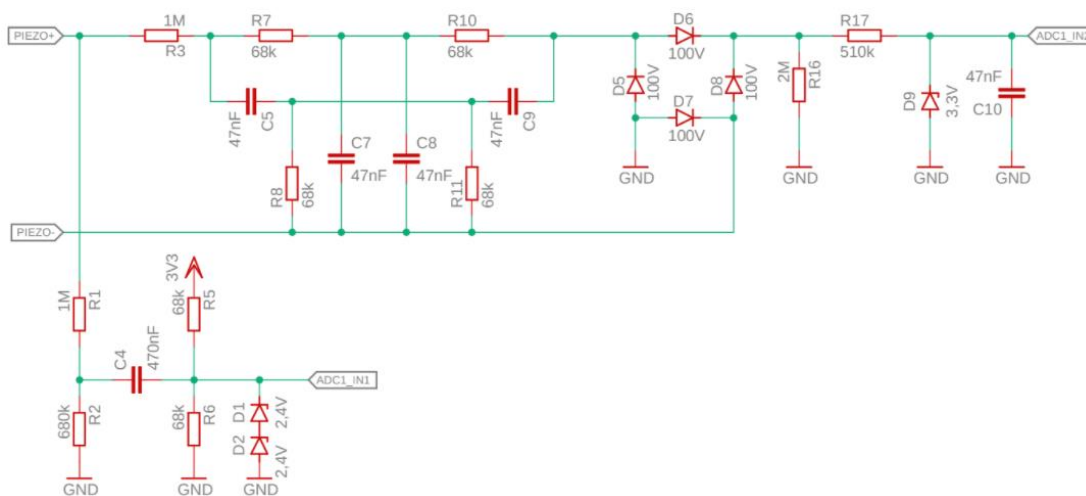 PIEZO+
1M
R3
R7
68k
R10
68k
D6
100V
R17
510k
ADC1_IN2
47nF
C5
47nF
C9
D5
100V
D7
100V
D8
100V
2M
R16
D9
3,3V
47nF
C10
C7
47nF
C8
47nF
R8
68k
R11
68k
GND
GND
GND
GND
PIEZO-
3V3
1M
R1
68k
R5
C4
470nF
ADC1_IN1
680k
R2
68k
R6
D1
2,4V
D2
2,4V
GND
GND
GND